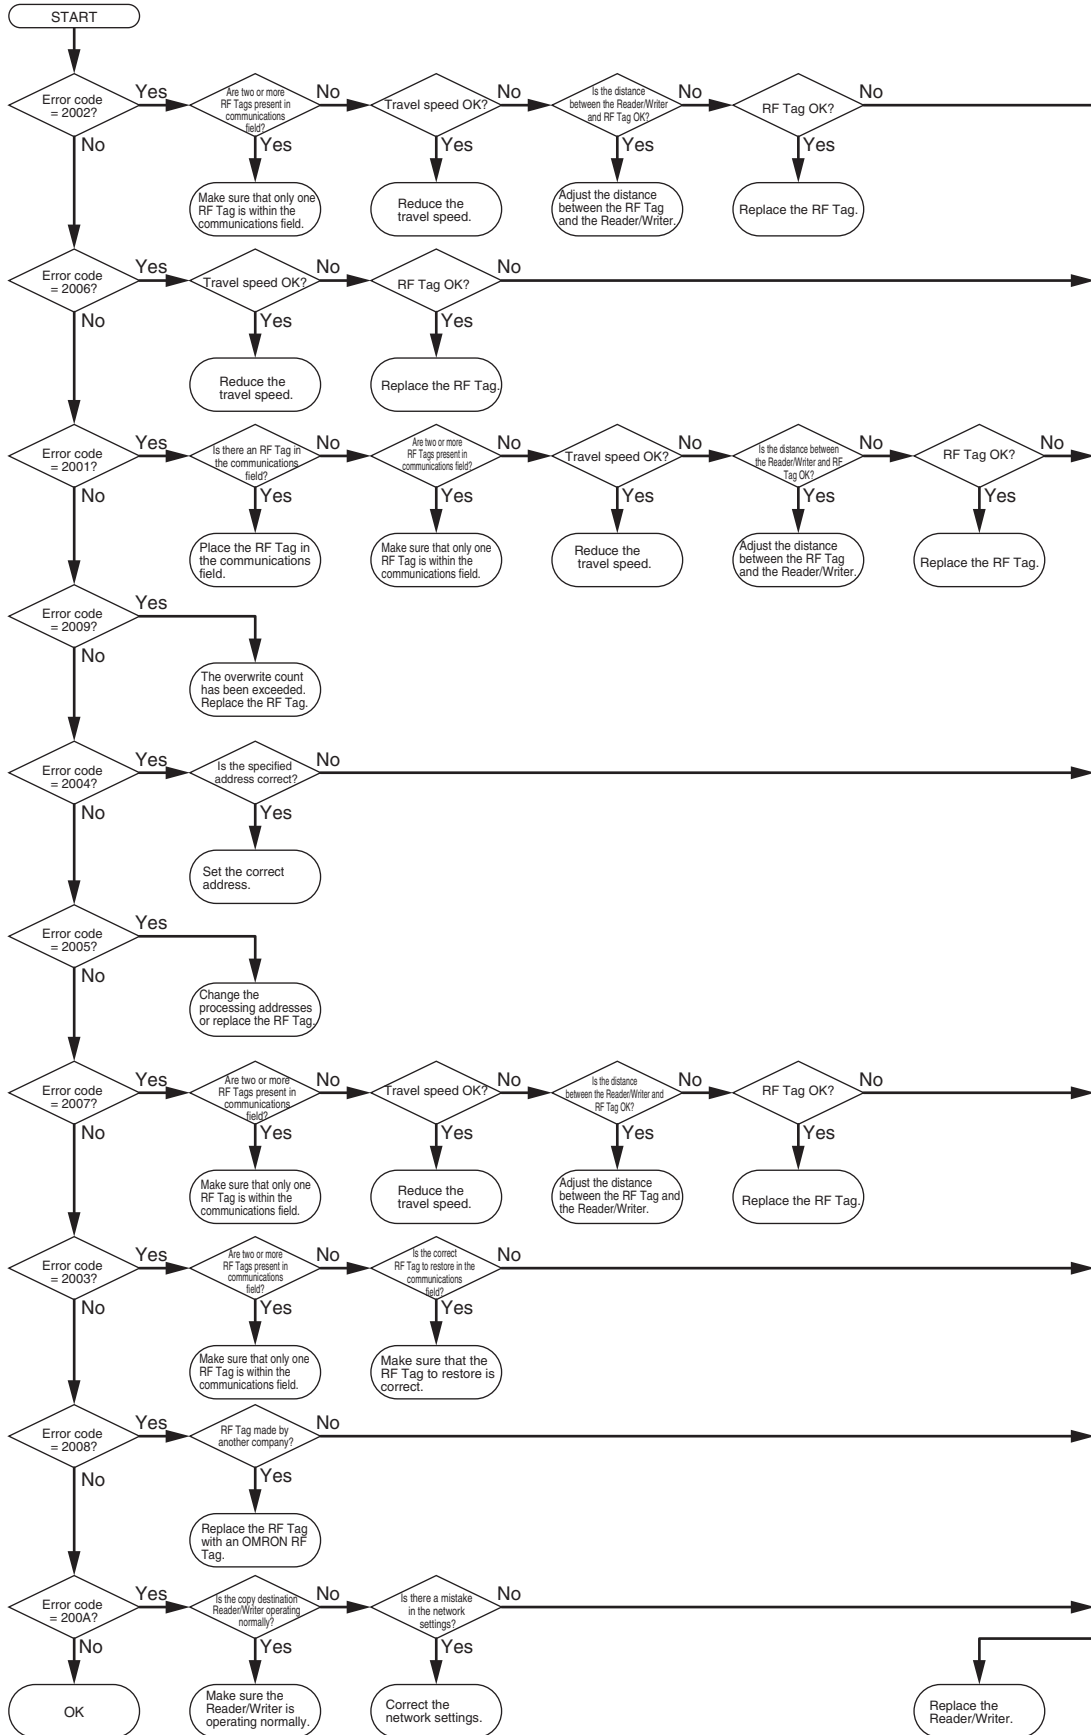 START
Error code
= 2002?
Yes
No
Are two or more
RF Tags present in
communications
field?
No
Yes
Travel speed OK?
No
Yes
Is the distance
between the Reader/Writer
and RF Tag OK?
No
Yes
RF Tag OK?
No
Yes
Make sure that only one
RF Tag is within the
communications field.
Reduce the
travel speed.
Adjust the distance
between the RF Tag
and the Reader/Writer.
Replace the RF Tag.
Error code
= 2006?
Yes
No
Travel speed OK?
No
Yes
RF Tag OK?
No
Yes
Reduce the
travel speed.
Replace the RF Tag.
Error code
= 2001?
Yes
No
Is there an RF Tag in
the communications
field?
No
Yes
Are two or more
RF Tags present in
communications field?
No
Yes
Travel speed OK?
No
Yes
Is the distance between
the Reader/Writer and RF
Tag OK?
No
Yes
RF Tag OK?
No
Yes
Place the RF Tag in
the communications
field.
Make sure that only one
RF Tag is within the
communications field.
Reduce the
travel speed.
Adjust the distance
between the RF Tag
and the Reader/Writer.
Replace the RF Tag.
Error code
= 2009?
Yes
No
The overwrite count
has been exceeded.
Replace the RF Tag.
Error code
= 2004?
Yes
No
Is the specified
address correct?
No
Yes
Set the correct
address.
Error code
= 2005?
Yes
No
Change the
processing addresses
or replace the RF Tag.
Error code
= 2007?
Yes
No
Are two or more
RF Tags present in
communications
field?
No
Yes
Travel speed OK?
No
Yes
Is the distance
between the Reader/Writer and
RF Tag OK?
No
Yes
RF Tag OK?
No
Yes
Make sure that only one
RF Tag is within the
communications field.
Reduce the
travel speed.
Adjust the distance
between the RF Tag and
the Reader/Writer.
Replace the RF Tag.
Error code
= 2003?
Yes
No
Are two or more
RF Tags present in
communications
field?
No
Yes
Is the correct
RF Tag to restore in the
communications
field?
No
Yes
Make sure that only one
RF Tag is within the
communications field.
Make sure that the
RF Tag to restore is
correct.
Error code
= 2008?
Yes
No
RF Tag made by
another company?
No
Yes
Replace the RF Tag
with an OMRON RF
Tag.
Error code
= 200A?
Yes
No
Is the copy destination
Reader/Writer operating
normally?
No
Yes
Is there a mistake
in the network
settings?
No
Yes
OK
Make sure the
Reader/Writer is
operating normally.
Correct the
network settings.
Replace the
Reader/Writer.